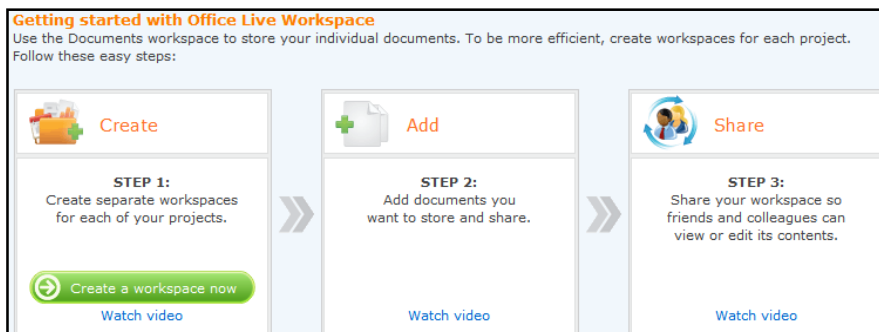 Getting started with Office Live Workspace
Use the Documents workspace to store your individual documents. To be more efficient, create workspaces for each project.
Follow these easy steps:
Create
STEP 1:
Create separate workspaces
for each of your projects.
Create a workspace now
Watch video
Add
STEP 2:
Add documents you
want to store and share.
Watch video
Share
STEP 3:
Share your workspace so
friends and colleagues can
view or edit its contents.
Watch video